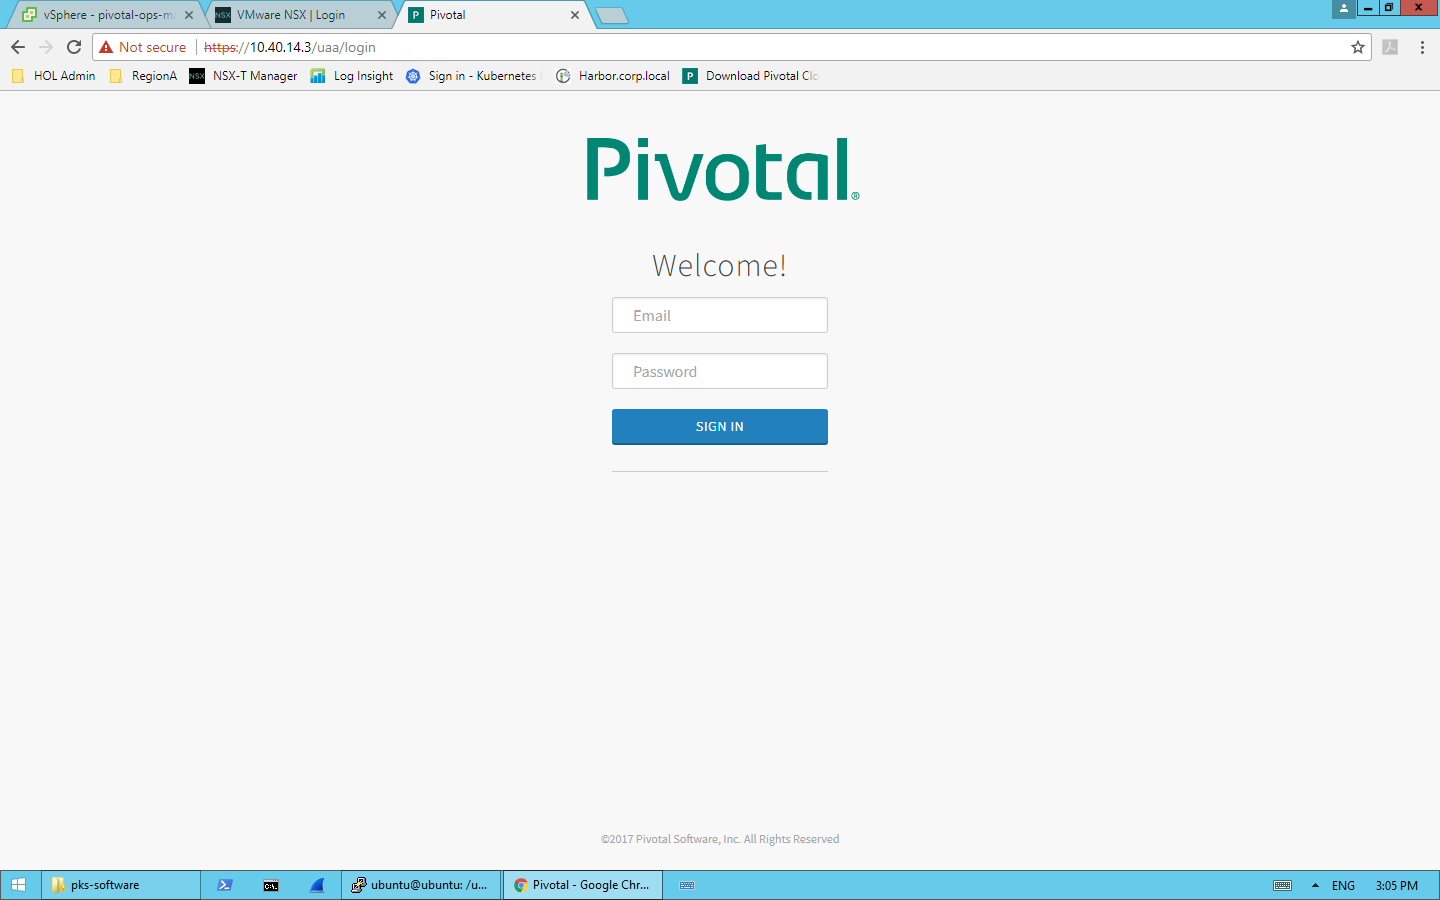 vSphere - pivotal-ops-ma
VMware NSX | Login
Pivotal
Not secure
https://10.40.14.3/uaa/login
HOL Admin
RegionA
NSX-T Manager
Log Insight
Sign in - Kubernetes
Harbor.corp.local
Download Pivotal Clo
Pivotal®
Welcome!
Email
Password
SIGN IN
©2017 Pivotal Software, Inc. All Rights Reserved
pks-software
ubuntu@ubuntu: /u...
Pivotal - Google Chr...
ENG
3:05 PM